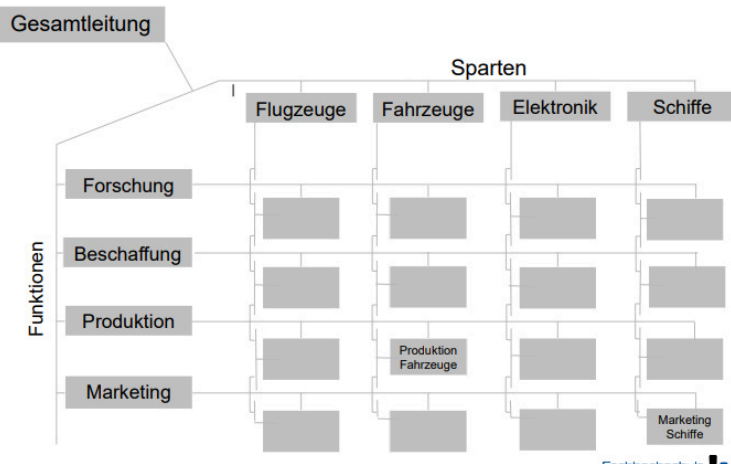 Gesamtleitung
Sparten
Flugzeuge
Fahrzeuge
Elektronik
Schiffe
Funktionen
Forschung
Beschaffung
Produktion
Produktion
Fahrzeuge
Marketing
Marketing
Schiffe